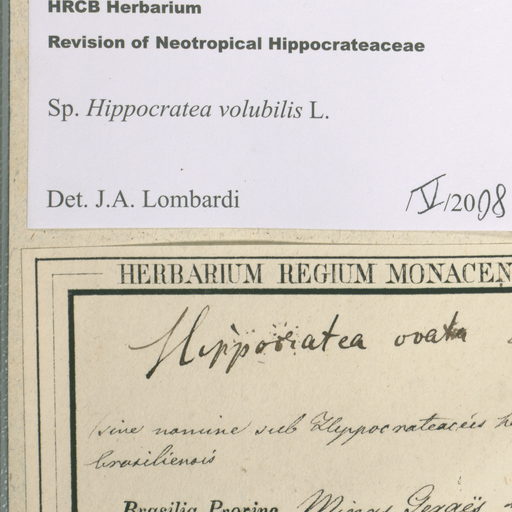 HRCB Herbarium
Revision of Neotropical Hippocrateaceae
Sp. Hippocratea volubilis L.
Det. J.A. Lombardi /V/2008
HERBARIUM REGIUM MONACEN
Hippocratea ovata
sine nomine sub Hippocrateaceis
brasiliensis
Brasilia Provinc. Minas Geraës